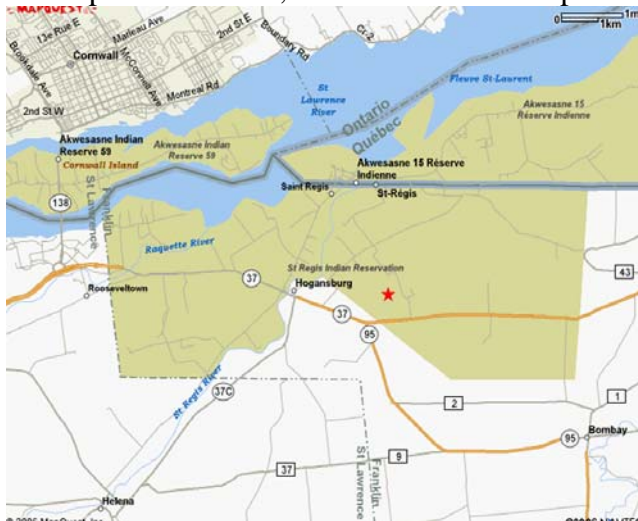 MAPQUEST
13e Rue E
Marleau Ave
2nd St E
Boundary Rd
Cr-2
0 1m
1km
Brookdale Ave
Cornwall
McConnell Ave
Montreal Rd
2nd St W
St
Lawrence
River
Fleuve St-Laurent
Ontario
Québec
Akwesasne 15
Réserve Indienne
Akwesasne Indian
Reserve 59
Akwesasne Indian
Reserve 59
Cornwall Island
Akwesasne 15 Réserve
Indienne
Saint Regis
St-Régis
138
St Lawrence
Franklin
Raquette River
St Regis Indian Reservation
37
43
Rooseveltown
Hogansburg
37
95
37C
St Regis River
2
1
95
Bombay
9
37
Franklin
St Lawrence
Helena